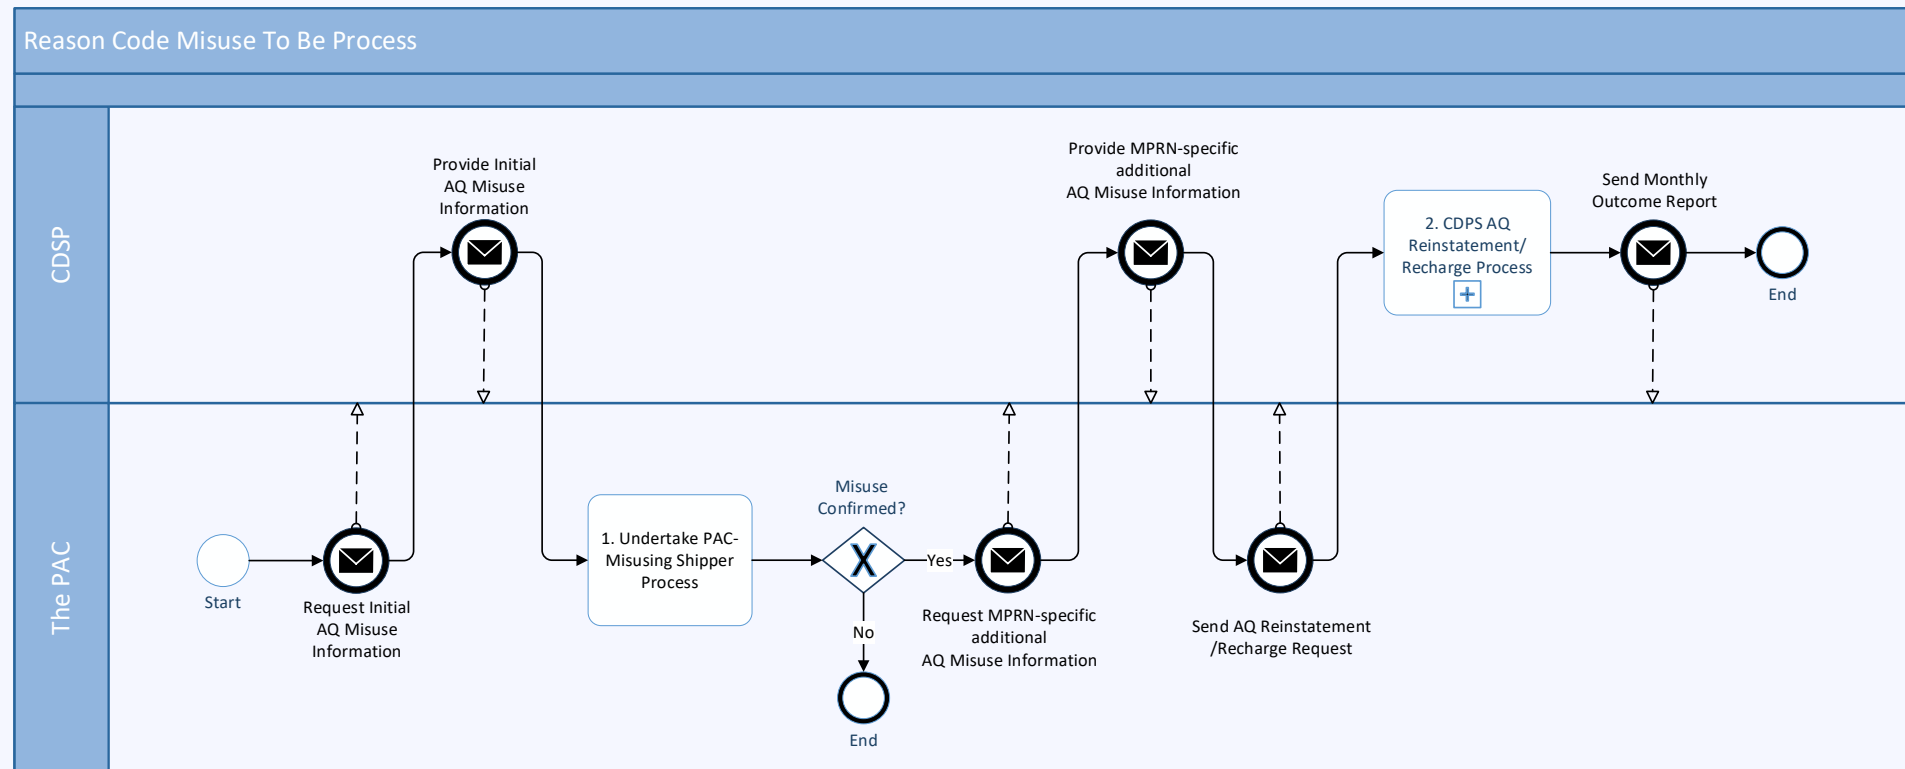 Reason Code Misuse To Be Process
CDSP
Provide Initial
AQ Misuse
Information
Provide MPRN-specific
additional
AQ Misuse Information
2. CDPS AQ
Reinstatement/
Recharge Process
Send Monthly
Outcome Report
End
The PAC
Start
Request Initial
AQ Misuse
Information
1. Undertake PAC-
Misusing Shipper
Process
Misuse
Confirmed?
X
Yes
No
End
Request MPRN-specific
additional
AQ Misuse Information
Send AQ Reinstatement
/Recharge Request